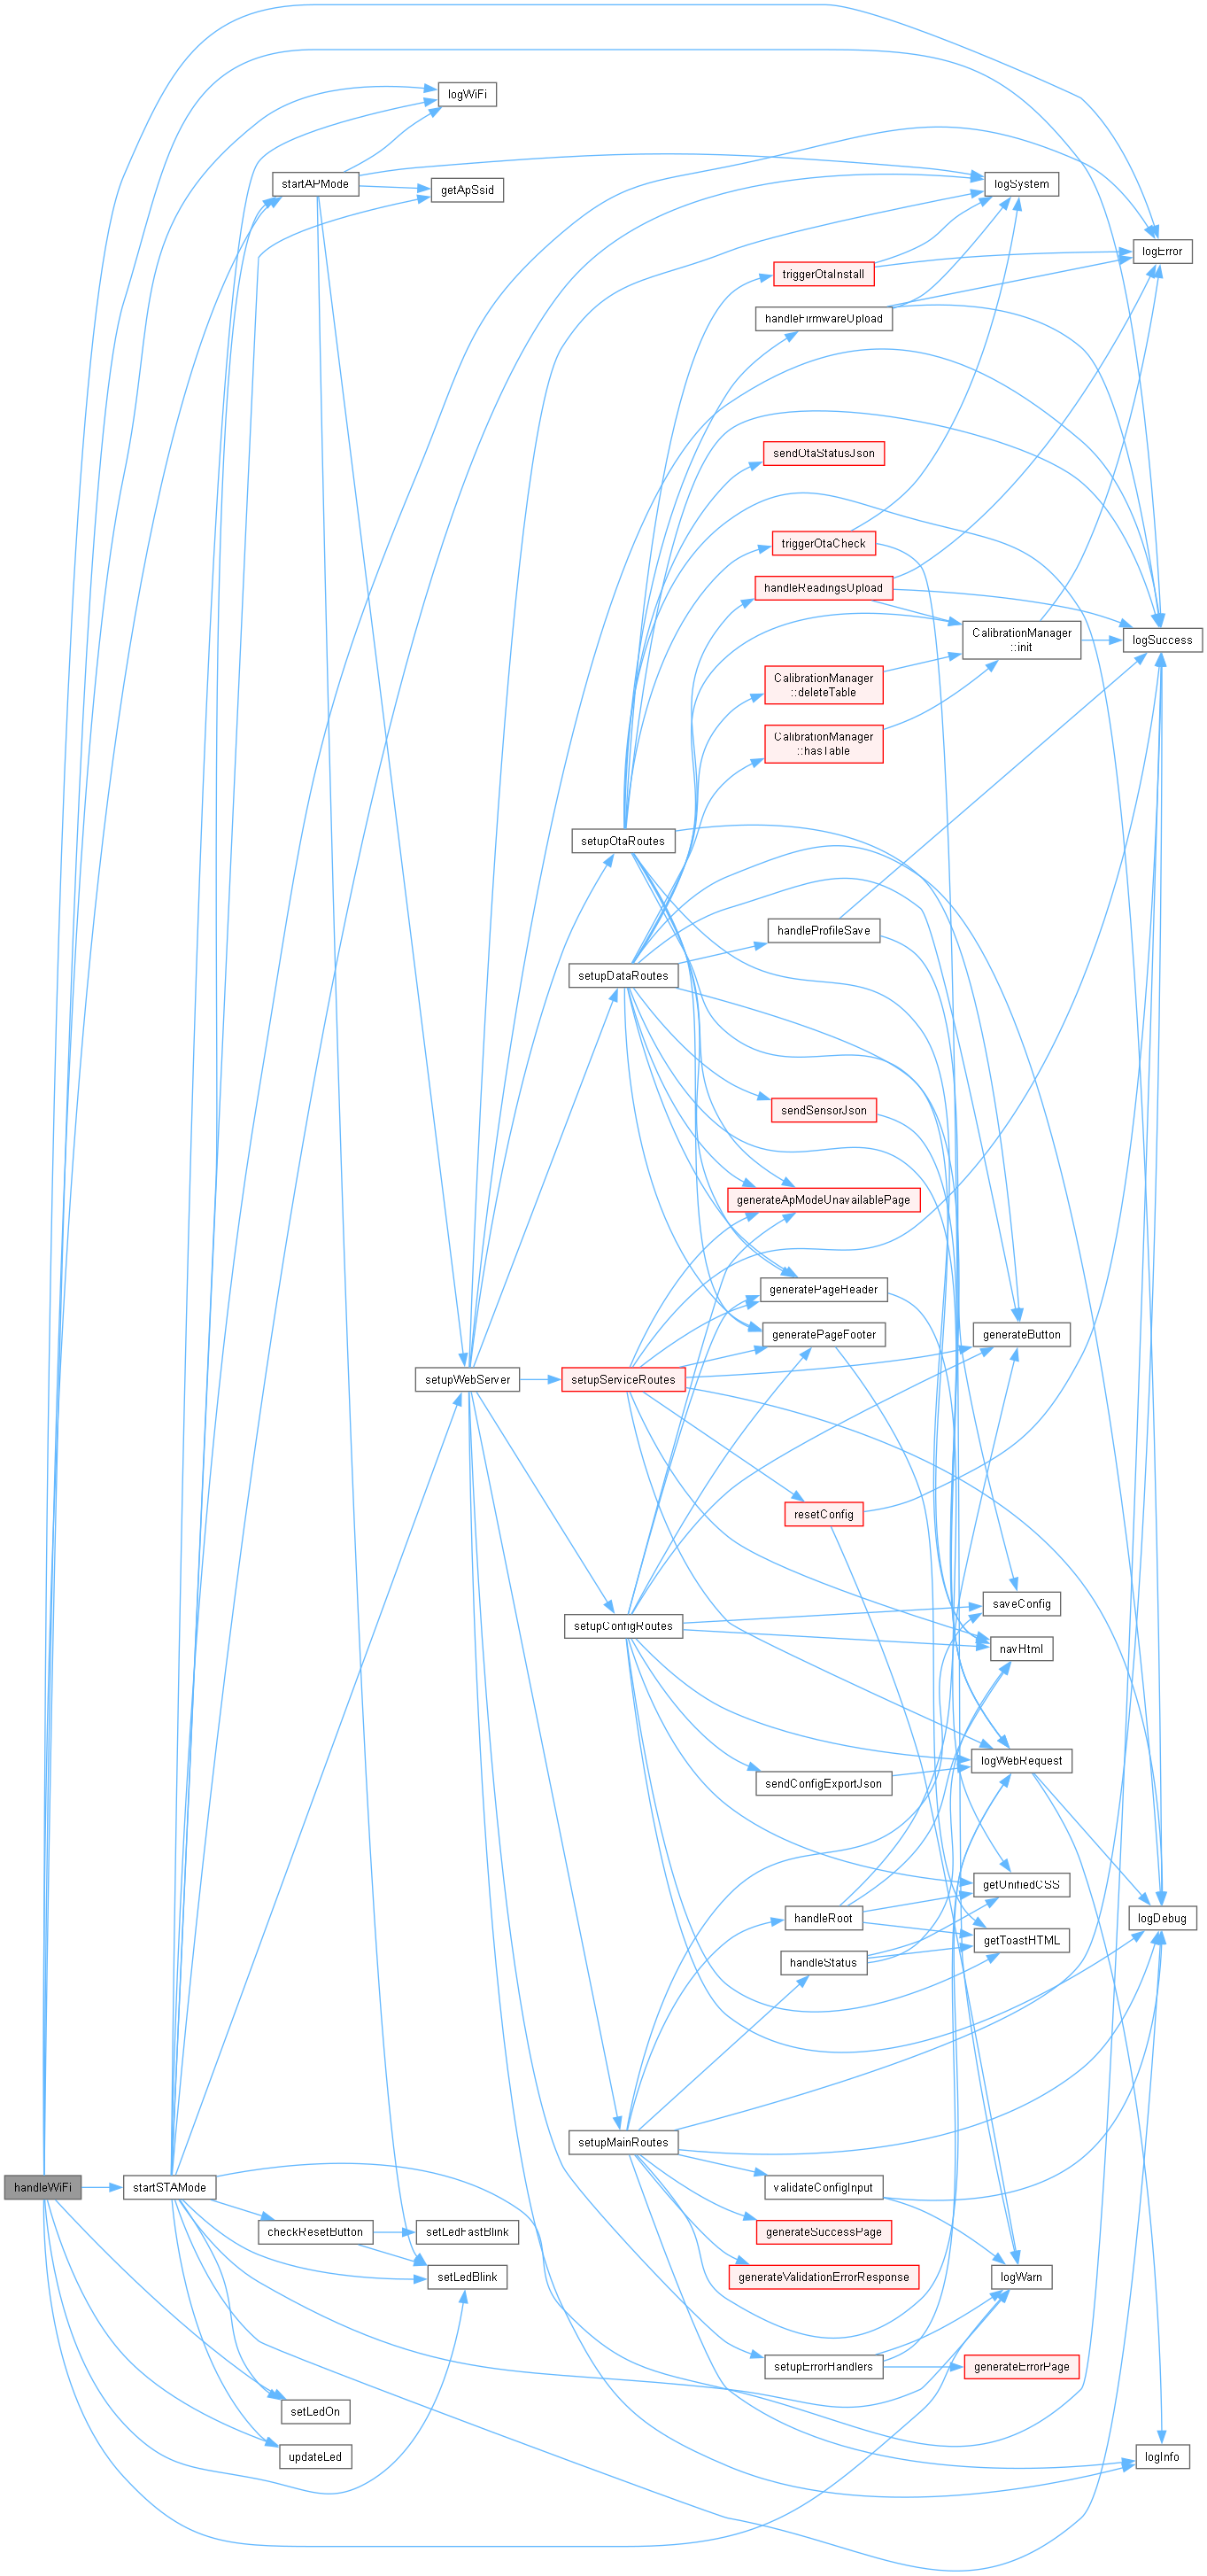 logWiFi
startAPMode
getApSsid
logSystem
logError
triggerOtaInstall
handleFirmwareUpload
sendOtaStatusJson
triggerOtaCheck
handleReadingsUpload
CalibrationManager
::init
logSuccess
CalibrationManager
::deleteTable
CalibrationManager
::hasTable
setupOtaRoutes
handleProfileSave
setupDataRoutes
sendSensorJson
generateApModeUnavailablePage
generatePageHeader
generatePageFooter
generateButton
setupWebServer
setupServiceRoutes
resetConfig
saveConfig
setupConfigRoutes
navHtml
logWebRequest
sendConfigExportJson
getUnifiedCSS
handleRoot
logDebug
getToastHTML
handleStatus
setupMainRoutes
handleWiFi
startSTAMode
validateConfigInput
checkResetButton
setLedFastBlink
generateSuccessPage
setLedBlink
generateValidationErrorResponse
logWarn
setupErrorHandlers
generateErrorPage
setLedOn
updateLed
logInfo